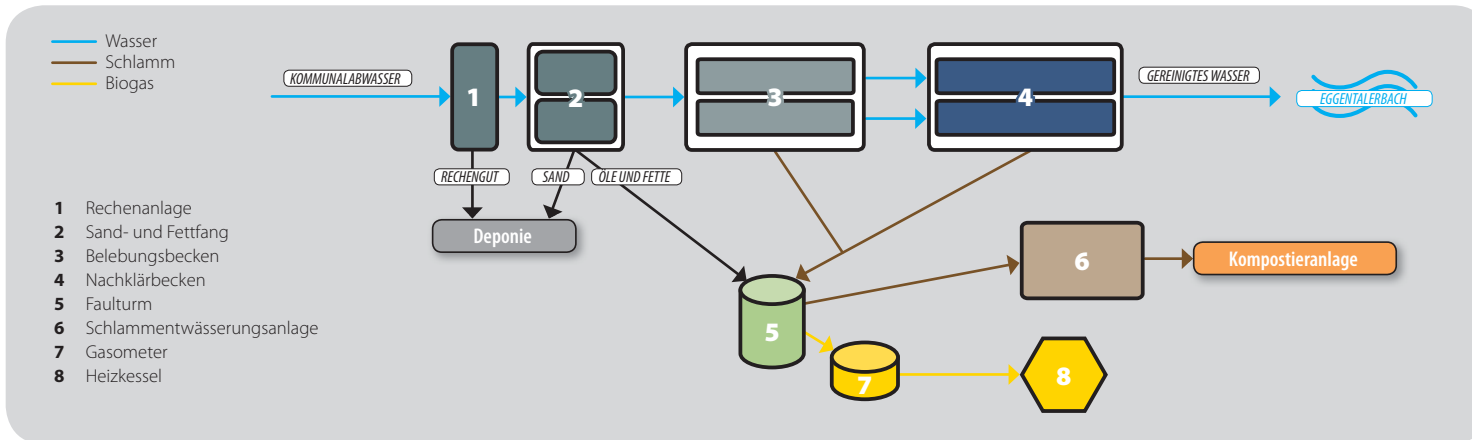 Wasser
Schlamm
Biogas
KOMMUNALABWASSER
1
2
3
4
GEREINIGTES WASSER
EGGENTALERBACH
RECHENGUT
SAND
ÖLE UND FETTE
Deponie
1 Rechenanlage
2 Sand- und Fettfang
3 Belebungsbecken
4 Nachklärbecken
5 Faulturm
6 Schlammentwässerungsanlage
7 Gasometer
8 Heizkessel
5
6
Kompostieranlage
7
8